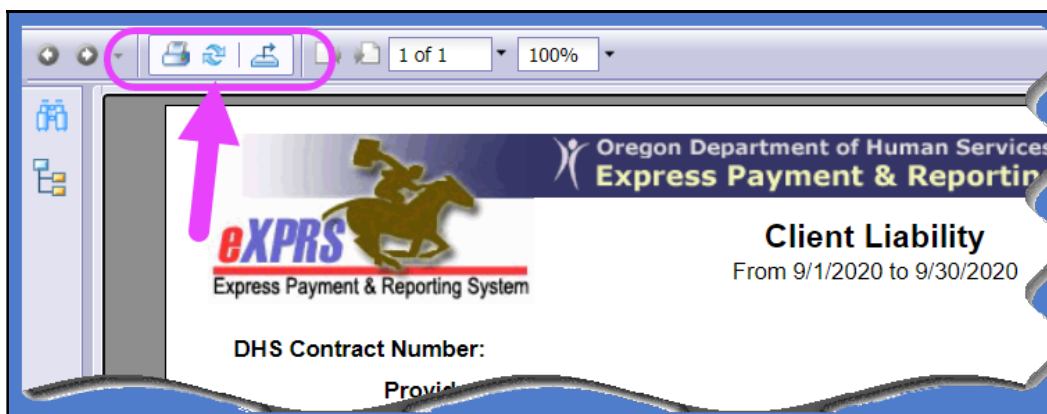 1 of 1
100%
Oregon Department of Human Services
Express Payment & Reporting
eXPRS
Express Payment & Reporting System
Client Liability
From 9/1/2020 to 9/30/2020
DHS Contract Number: